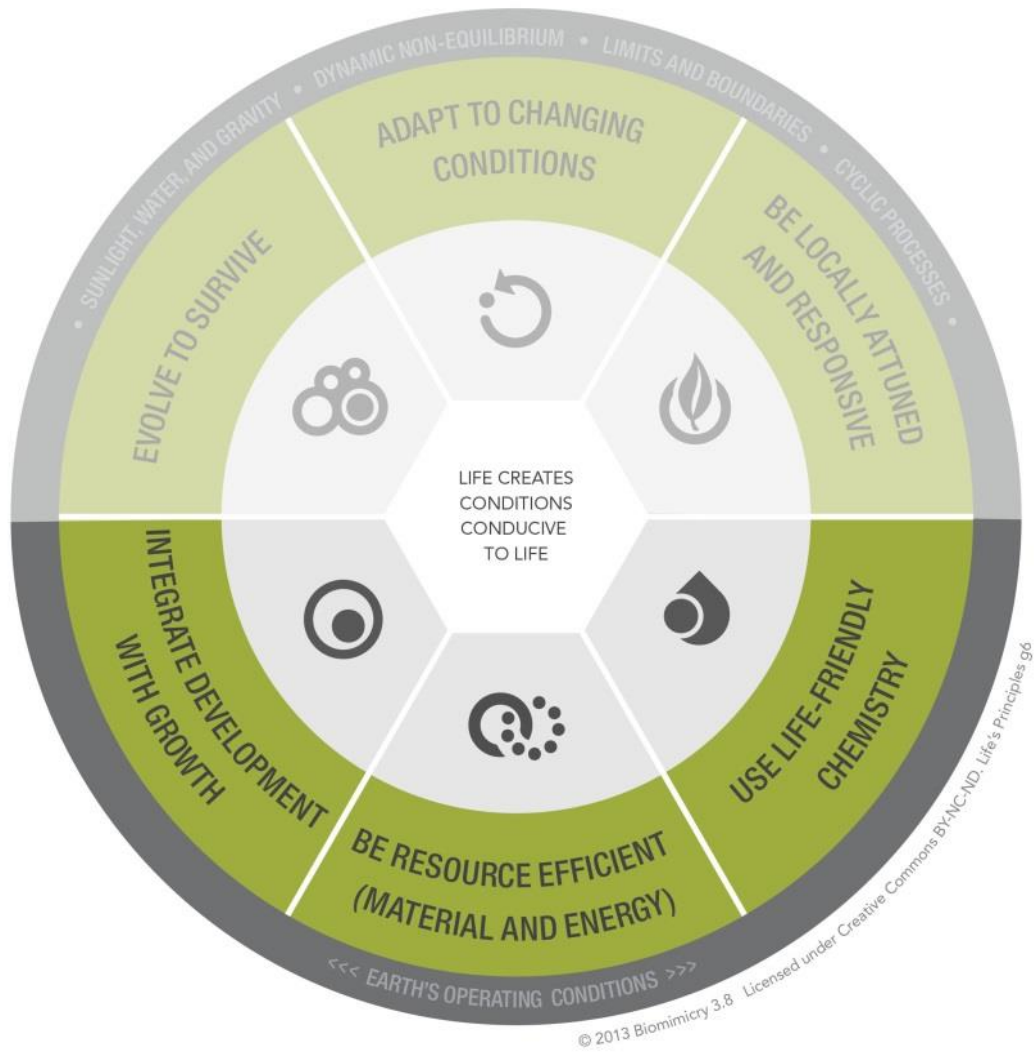 • SUNLIGHT, WATER, AND GRAVITY • DYNAMIC NON-EQUILIBRIUM • LIMITS AND BOUNDARIES • CYCLIC PROCESSES •
ADAPT TO CHANGING
CONDITIONS
BE LOCALLY ATTUNED
AND RESPONSIVE
EVOLVE TO SURVIVE
LIFE CREATES
CONDITIONS
CONDUCIVE
TO LIFE
INTEGRATE DEVELOPMENT
WITH GROWTH
USE LIFE-FRIENDLY
CHEMISTRY
BE RESOURCE EFFICIENT
(MATERIAL AND ENERGY)
<<< EARTH'S OPERATING CONDITIONS >>>
© 2013 Biomimicry 3.8 Licensed under Creative Commons BY-NC-ND. Life's Principles g6